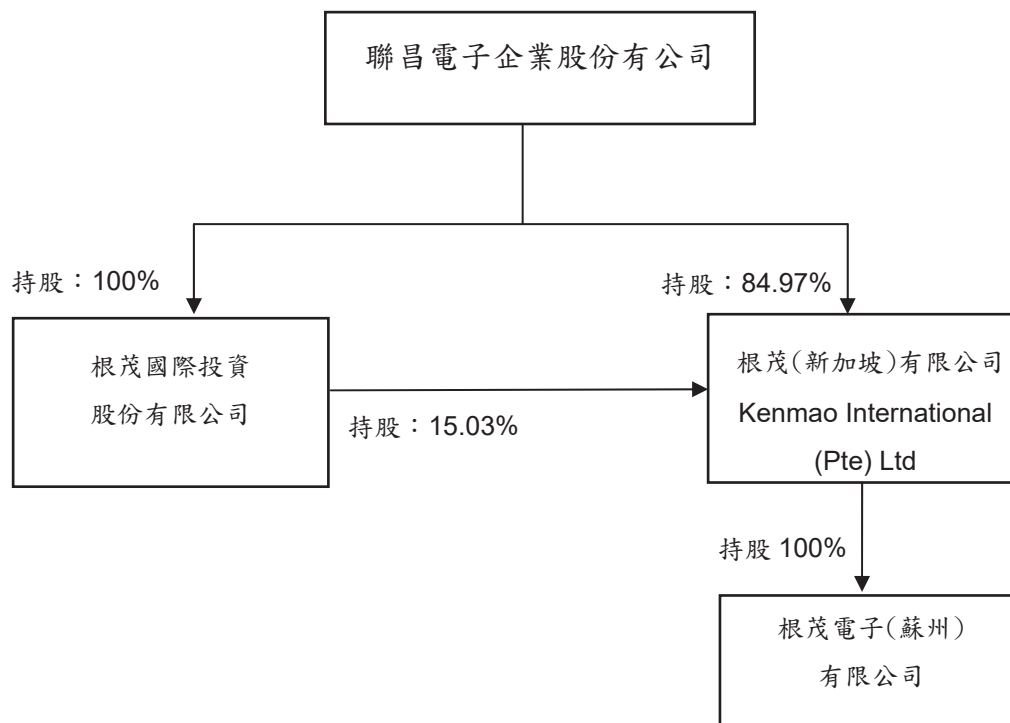 聯昌電子企業股份有公司
持股：100%
持股：84.97%
根茂國際投資
股份有限公司
持股：15.03%
根茂(新加坡)有限公司
Kenmao International
(Pte) Ltd
持股 100%
根茂電子(蘇州)
有限公司